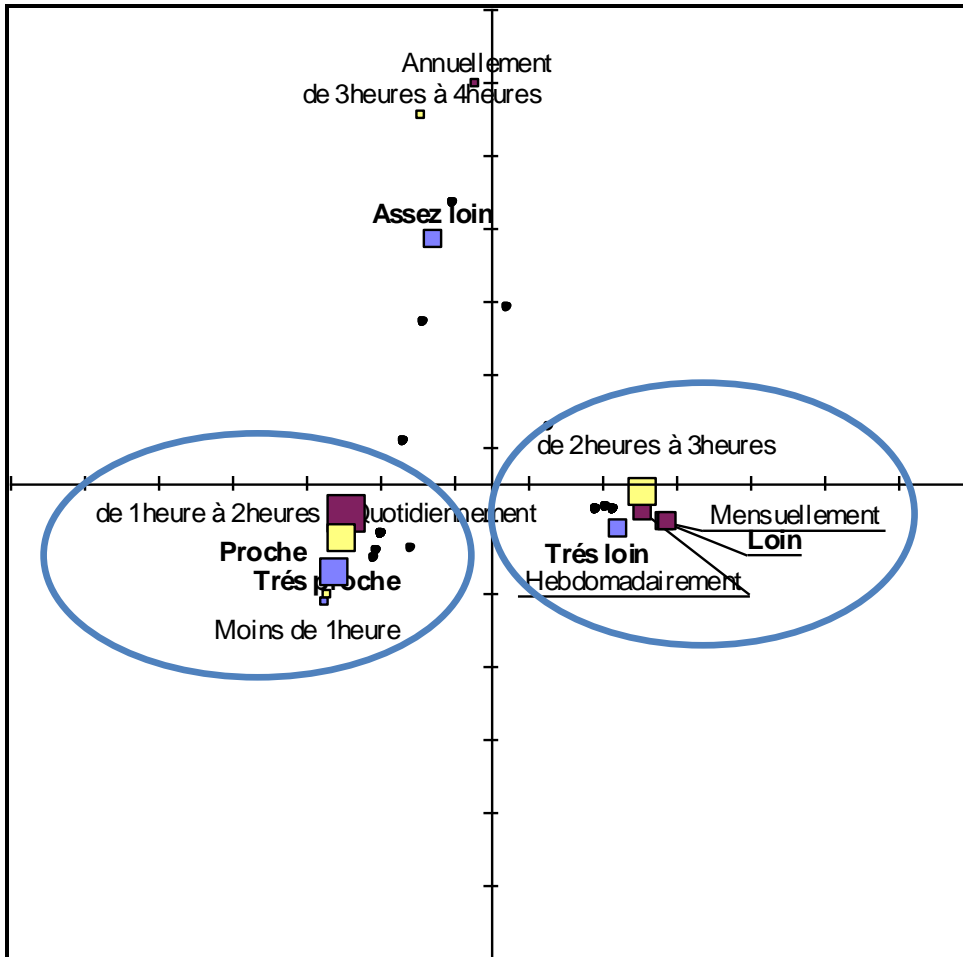 Annuellement
de 3heures à 4heures
Assez loin
de 2heures à 3heures
de 1heure à 2heures Quotidiennement
Mensuellement
Loin
Proche
Trés loin
Trés proche
Hebdomadairement
Moins de 1heure